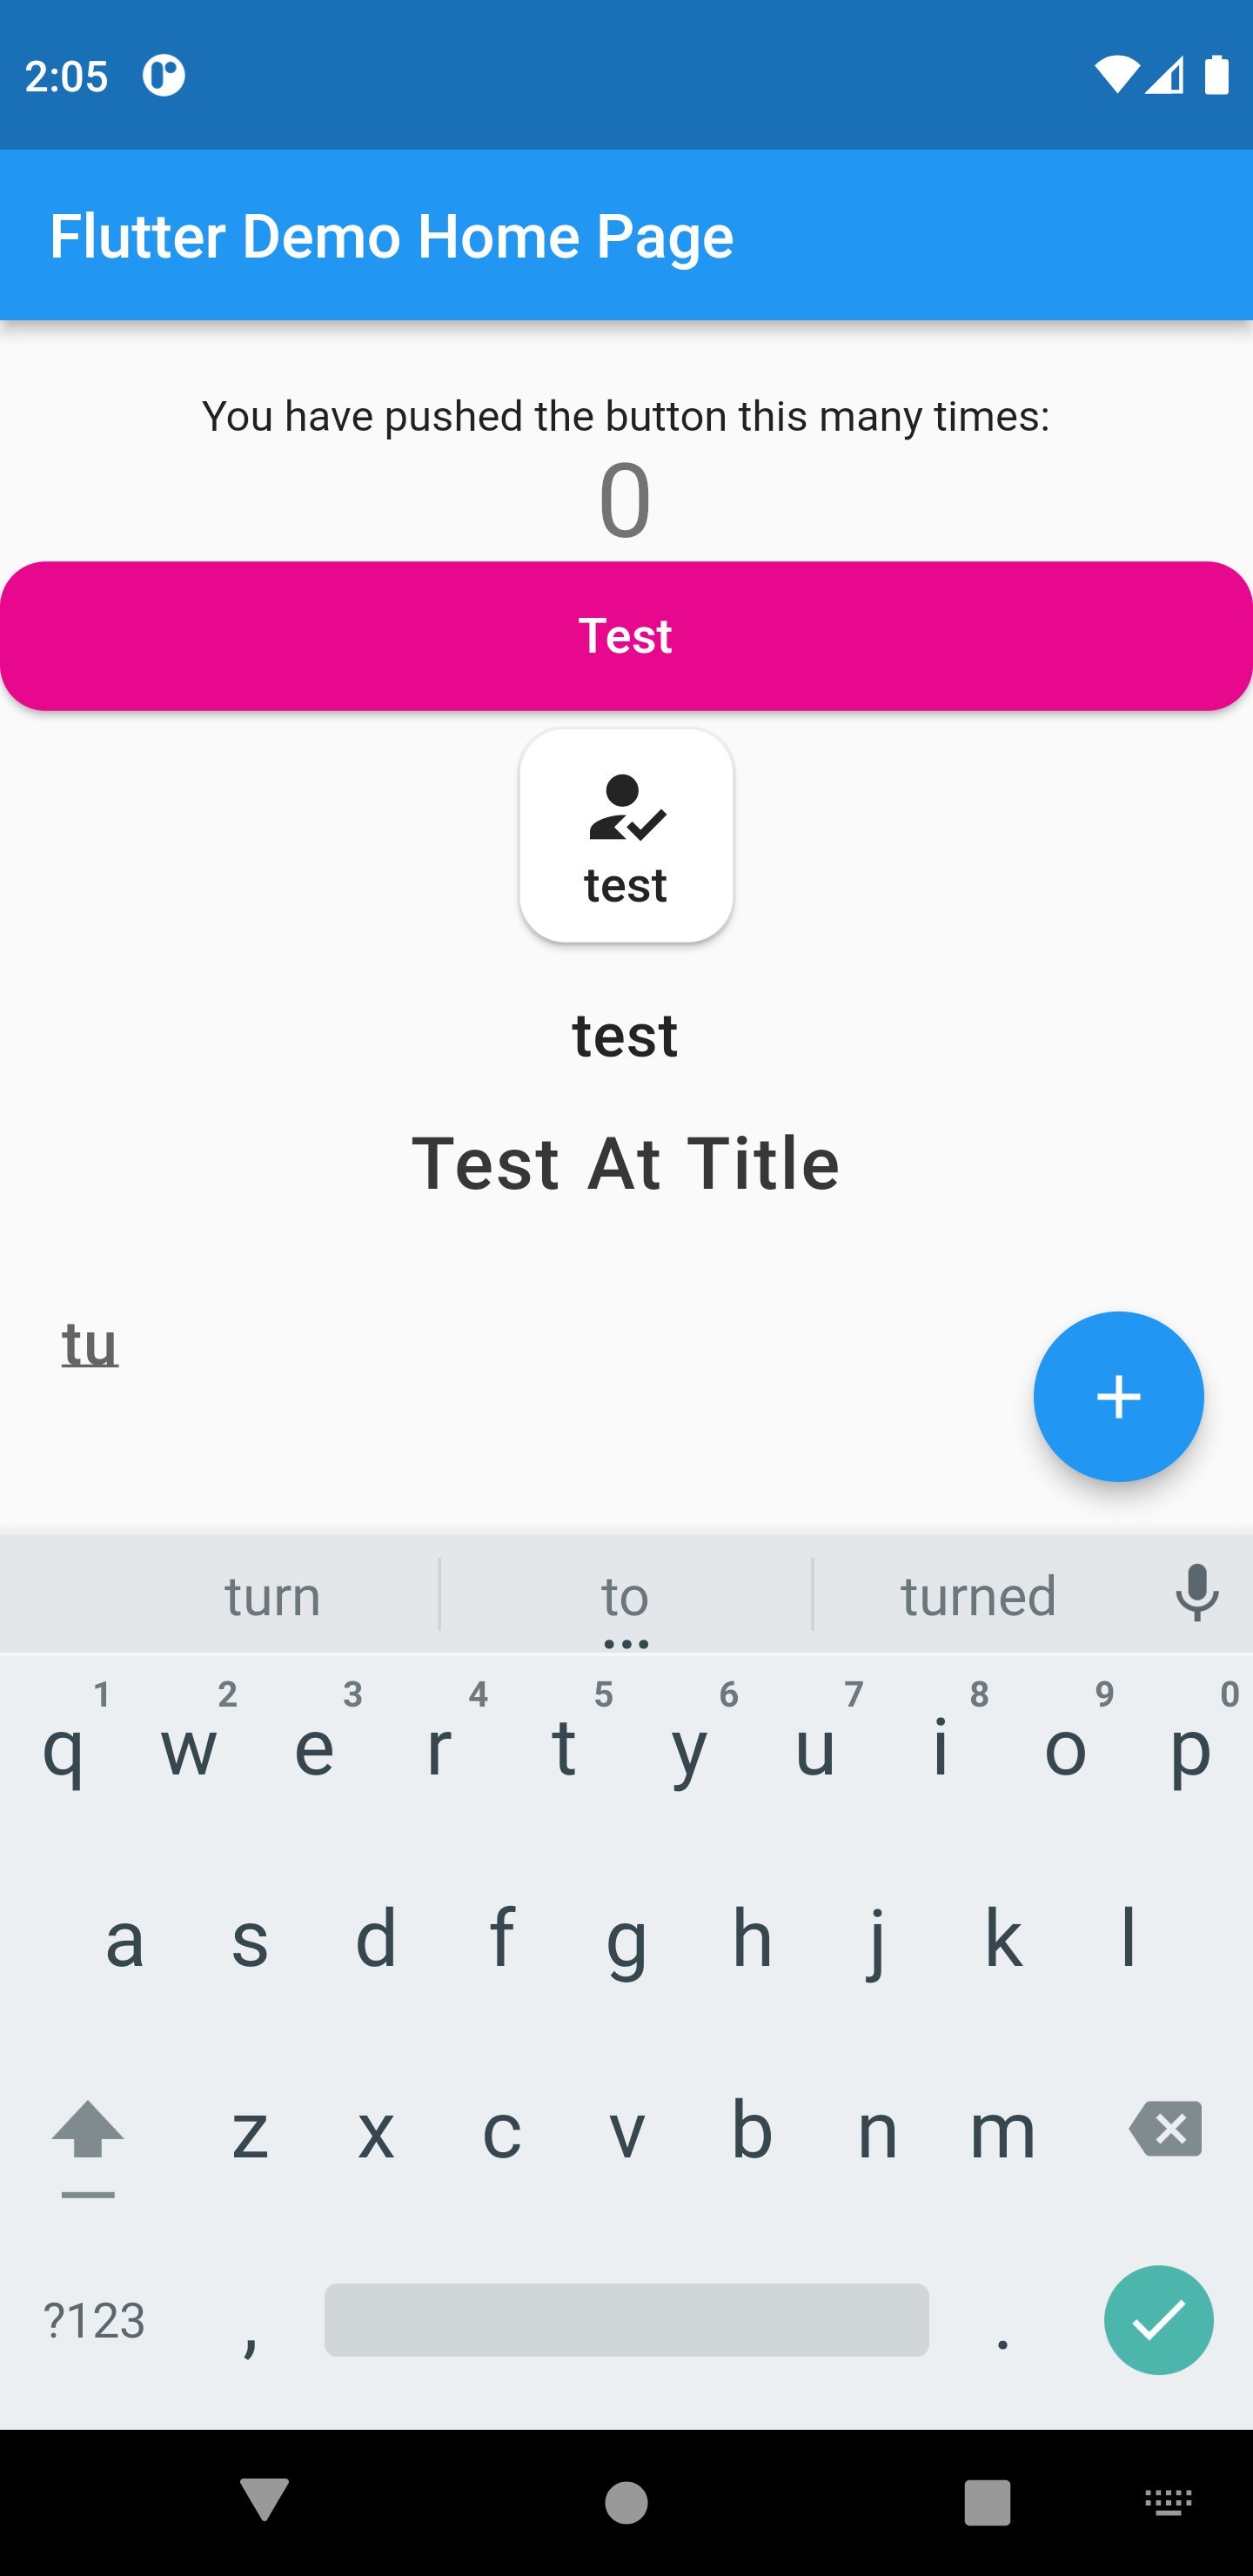 2:05
Flutter Demo Home Page
You have pushed the button this many times:
0
Test
test
test
Test At Title
tu
turn to turned
1 2 3 4 5 6 7 8 9 0
q w e r t y u i o p
a s d f g h j k l
z x c v b n m
?123 , .